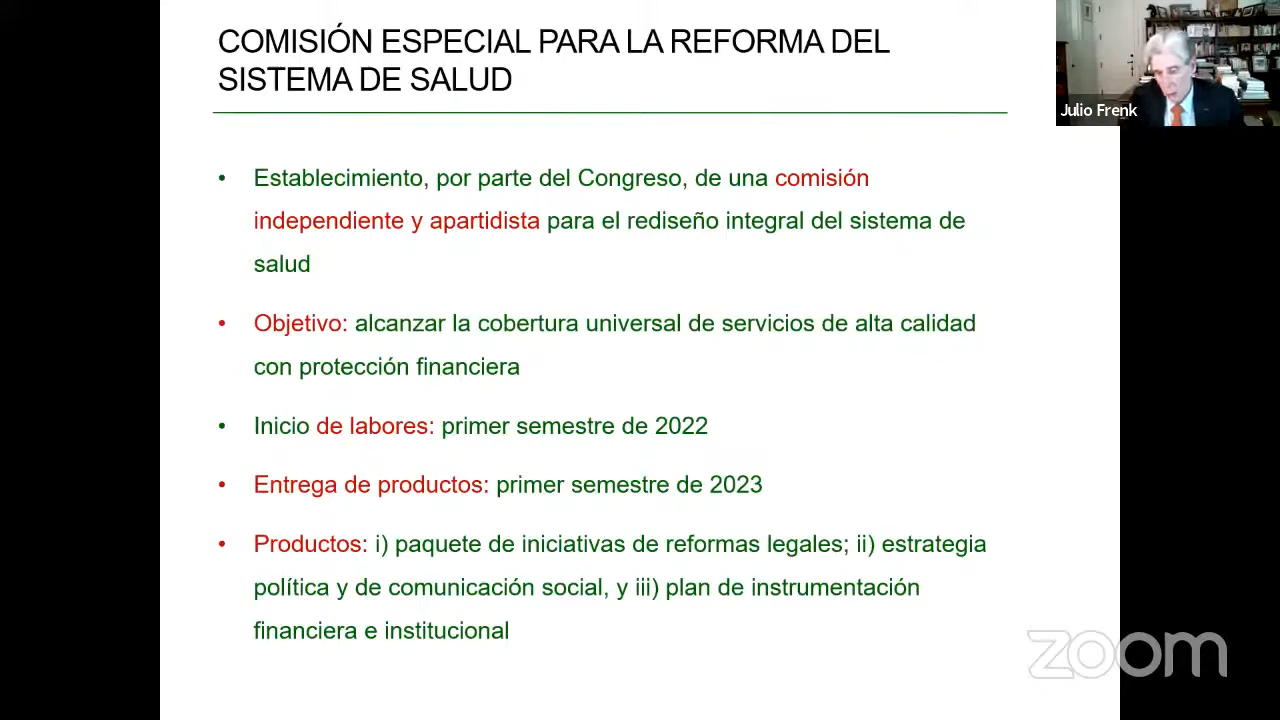 COMISIÓN ESPECIAL PARA LA REFORMA DEL
SISTEMA DE SALUD
Julio Frenk
• Establecimiento, por parte del Congreso, de una comisión
independiente y apartidista para el rediseño integral del sistema de
salud
• Objetivo: alcanzar la cobertura universal de servicios de alta calidad
con protección financiera
• Inicio de labores: primer semestre de 2022
• Entrega de productos: primer semestre de 2023
• Productos: i) paquete de iniciativas de reformas legales; ii) estrategia
política y de comunicación social, y iii) plan de instrumentación
financiera e institucional
zoom